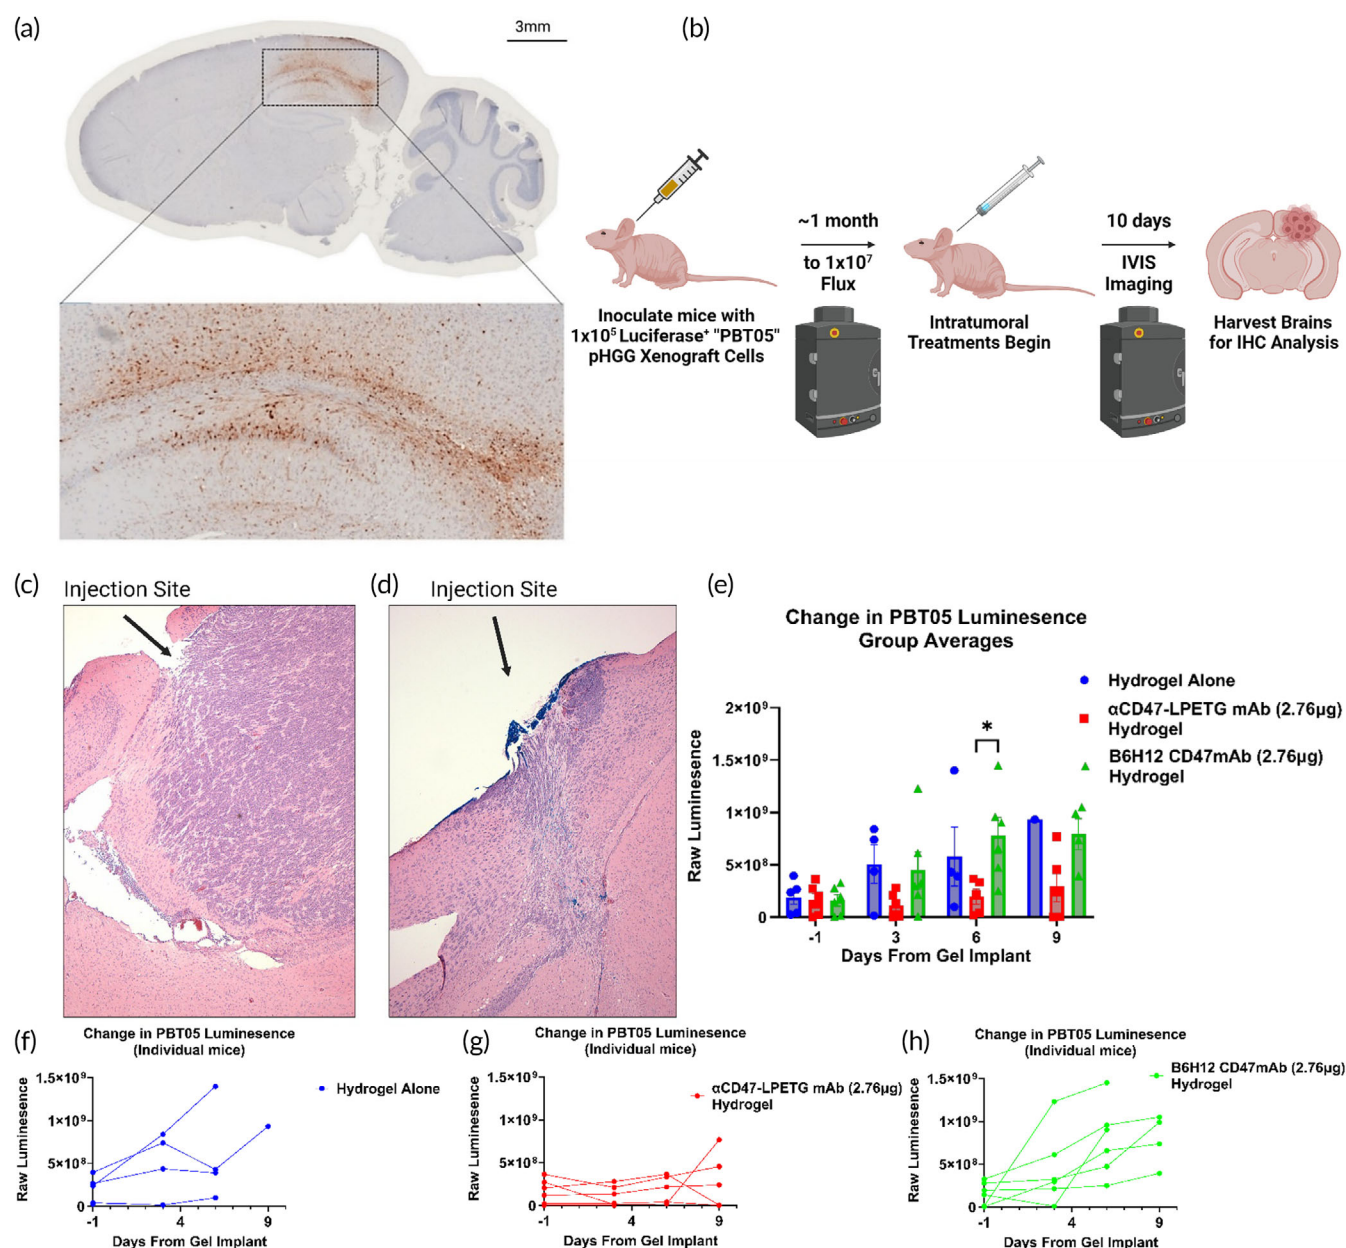 (a)
3mm
(b)
Inoculate mice with
1x10⁵ Luciferase⁺ "PBT05"
pHGG Xenograft Cells
~1 month
to 1x10⁷
Flux
Intratumoral
Treatments Begin
10 days
IVIS
Imaging
Harvest Brains
for IHC Analysis
(c)
Injection Site
(d)
Injection Site
(e)
Change in PBT05 Luminesence
Group Averages
Hydrogel Alone
αCD47-LPETG mAb (2.76µg)
Hydrogel
B6H12 CD47mAb (2.76µg)
Hydrogel
Raw Luminesence
2×10⁹
1.5×10⁹
1×10⁹
5×10⁸
0
*
-1 3 6 9
Days From Gel Implant
(f)
Change in PBT05 Luminesence
(Individual mice)
Hydrogel Alone
Raw Luminesence
1.5×10⁹
1×10⁹
5×10⁸
0
-1 4 9
Days From Gel Implant
(g)
Change in PBT05 Luminesence
(Individual mice)
αCD47-LPETG mAb (2.76µg)
Hydrogel
Raw Luminesence
1.5×10⁹
1×10⁹
5×10⁸
0
-1 4 9
Days From Gel Implant
(h)
Change in PBT05 Luminesence
(Individual mice)
B6H12 CD47mAb (2.76µg)
Hydrogel
Raw Luminesence
1.5×10⁹
1×10⁹
5×10⁸
0
-1 4 9
Days From Gel Implant